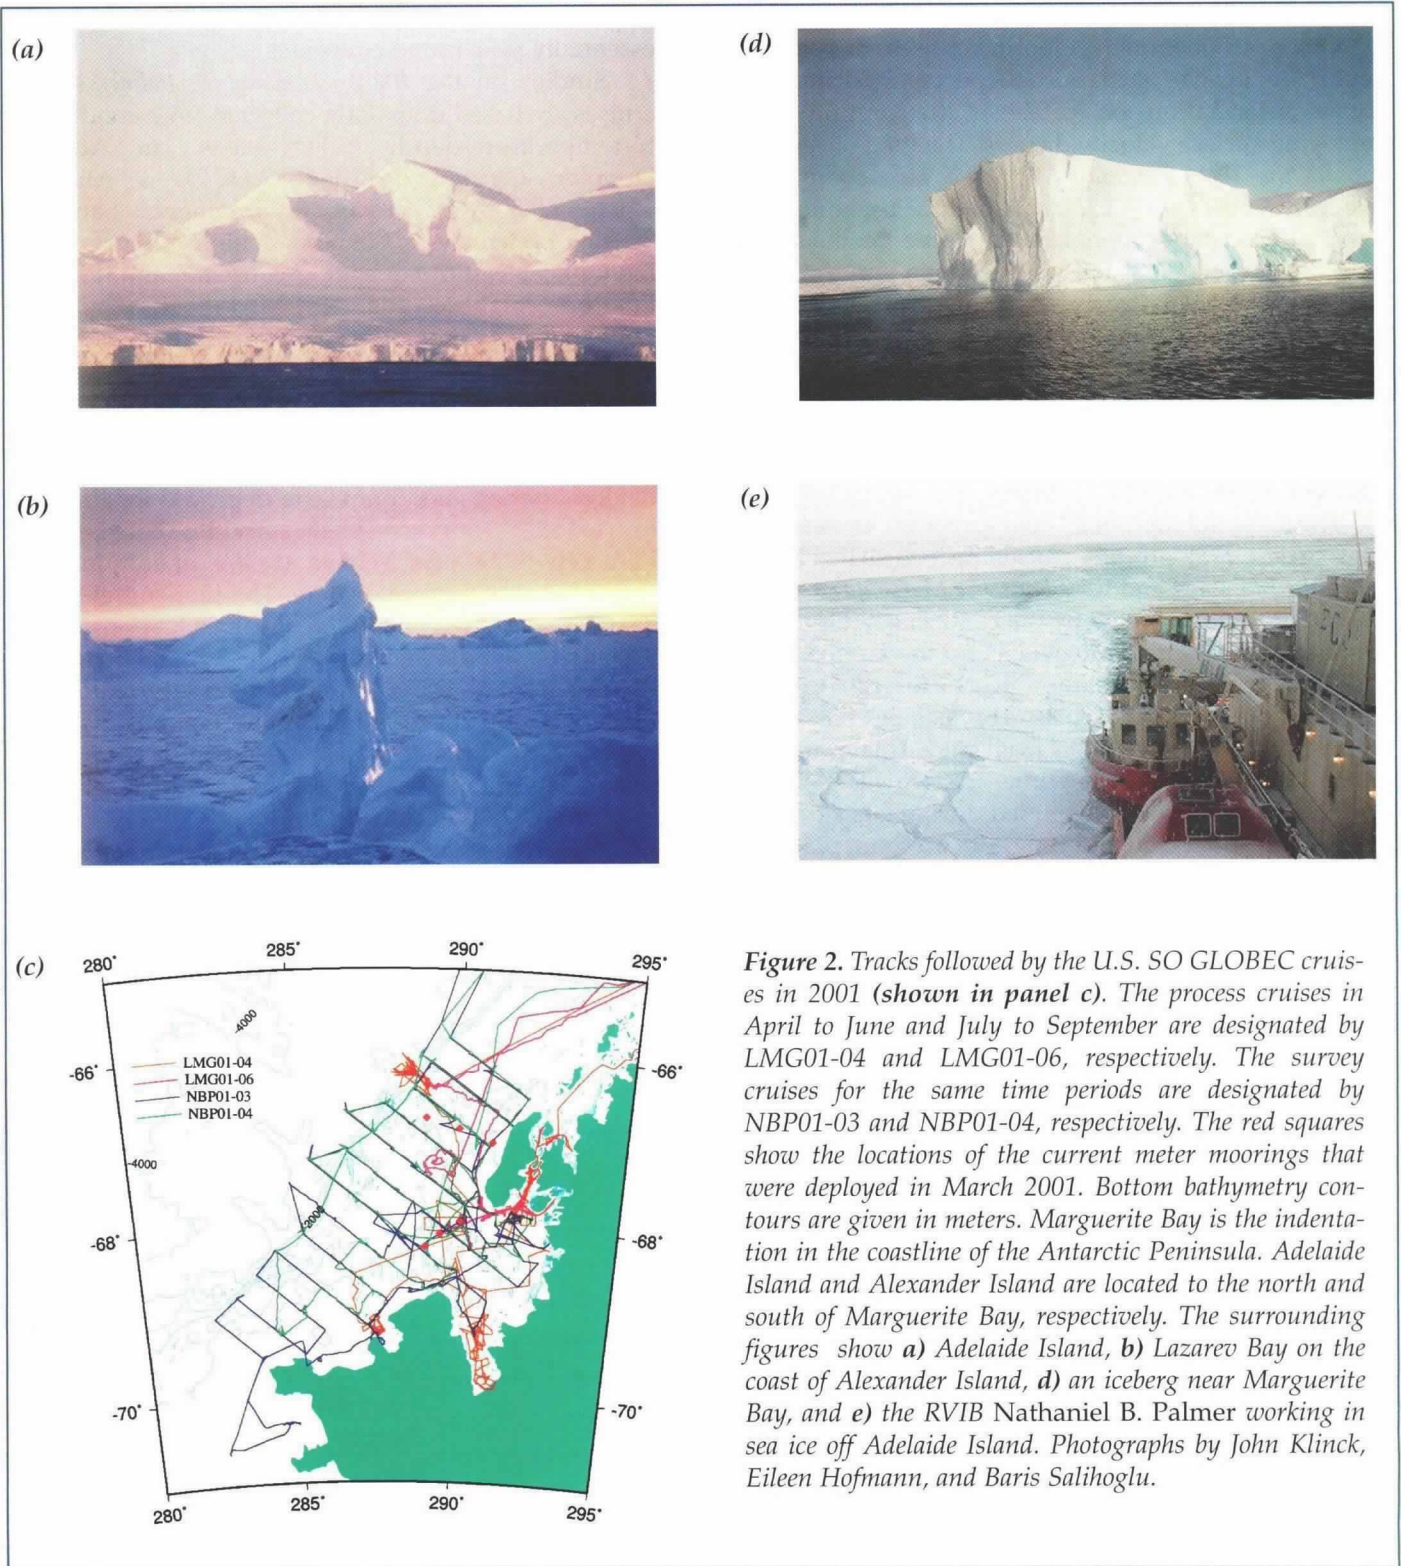 (a)
(d)
(b)
(e)
(c)
280°
285°
290°
295°
-4000
LMG01-04
LMG01-06
NBP01-03
NBP01-04
-66°
-66°
-4000
-2000
-68°
-68°
-70°
-70°
280°
285°
290°
295°
Figure 2. Tracks followed by the U.S. SO GLOBEC cruis-
es in 2001 (shown in panel c). The process cruises in
April to June and July to September are designated by
LMG01-04 and LMG01-06, respectively. The survey
cruises for the same time periods are designated by
NBP01-03 and NBP01-04, respectively. The red squares
show the locations of the current meter moorings that
were deployed in March 2001. Bottom bathymetry con-
tours are given in meters. Marguerite Bay is the indenta-
tion in the coastline of the Antarctic Peninsula. Adelaide
Island and Alexander Island are located to the north and
south of Marguerite Bay, respectively. The surrounding
figures show a) Adelaide Island, b) Lazarev Bay on the
coast of Alexander Island, d) an iceberg near Marguerite
Bay, and e) the RVIB Nathaniel B. Palmer working in
sea ice off Adelaide Island. Photographs by John Klinck,
Eileen Hofmann, and Baris Salihoglu.